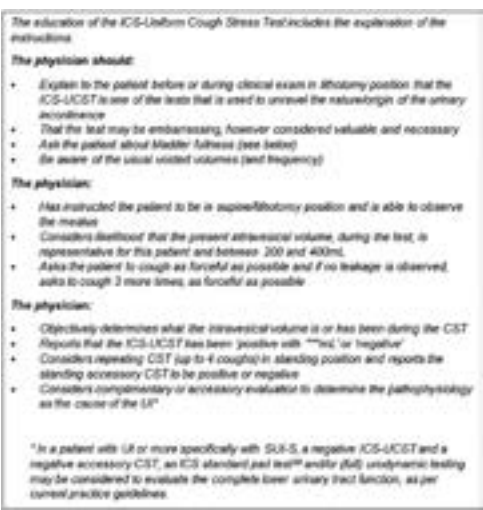 The education of the ICS-Uniform Cough Stress Test includes the explanation of the
instructions.
The physician should:
• Explain to the patient before or during clinical exam in lithotomy position that the
ICS-UCST is one of the tests that is used to unravel the nature/origin of the urinary
incontinence
• That the test may be embarrassing, however considered valuable and necessary
• Ask the patient about bladder fullness (see below)
• Be aware of the usual voided volumes (and frequency)
The physician:
• Has instructed the patient to be in supine/lithotomy position and is able to observe
the meatus
• Considers likelihood that the present intravesical volume, during the test, is
representative for this patient and between 200 and 400mL
• Asks the patient to cough as forceful as possible and if no leakage is observed,
asks to cough 3 more times, as forceful as possible
The physician:
• Objectively determines what the intravesical volume is or has been during the CST
• Reports that the ICS-UCST has been 'positive with ***mL' or 'negative'
• Considers repeating CST (up to 4 coughs) in standing position and reports the
standing accessory CST to be positive or negative
• Considers complimentary or accessory evaluation to determine the pathophysiology
as the cause of the UI*
* In a patient with UI or more specifically with SUI-S, a negative ICS-UCST and a
negative accessory CST, an ICS standard pad test and/or (full) urodynamic testing
may be considered to evaluate the complete lower urinary tract function, as per
current practice guidelines.